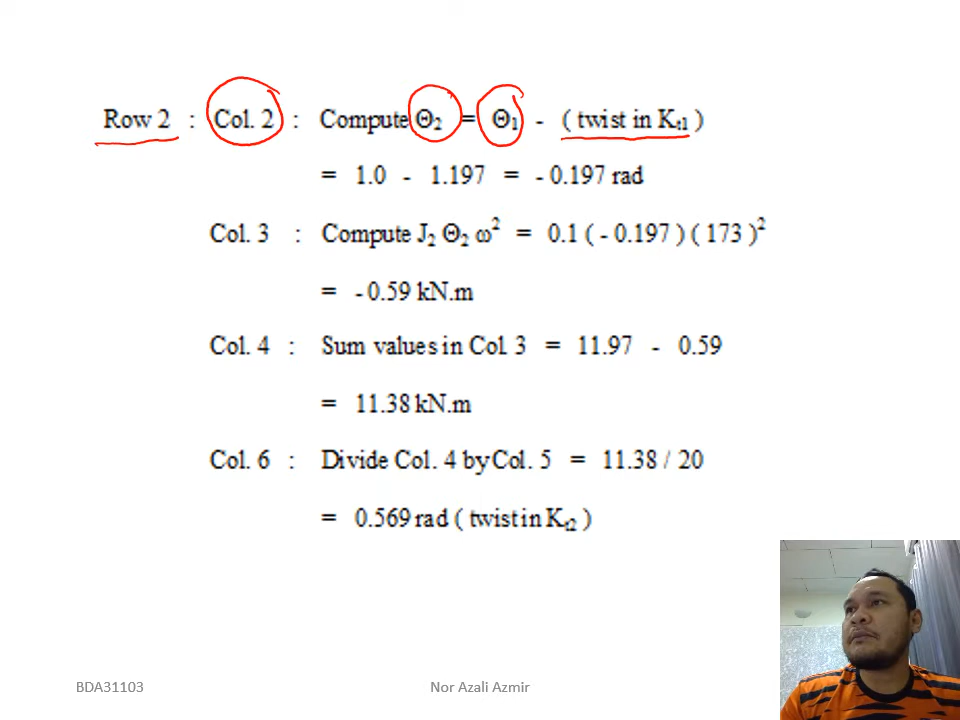 Row 2 : Col. 2 : Compute Θ₂ = Θ₁ - ( twist in Kₜ₁ )
= 1.0 - 1.197 = - 0.197 rad
Col. 3 : Compute J₂ Θ₂ ω² = 0.1 ( - 0.197 ) ( 173 )²
= - 0.59 kN.m
Col. 4 : Sum values in Col. 3 = 11.97 - 0.59
= 11.38 kN.m
Col. 6 : Divide Col. 4 by Col. 5 = 11.38 / 20
= 0.569 rad ( twist in Kₜ₂ )
BDA31103 Nor Azali Azmir